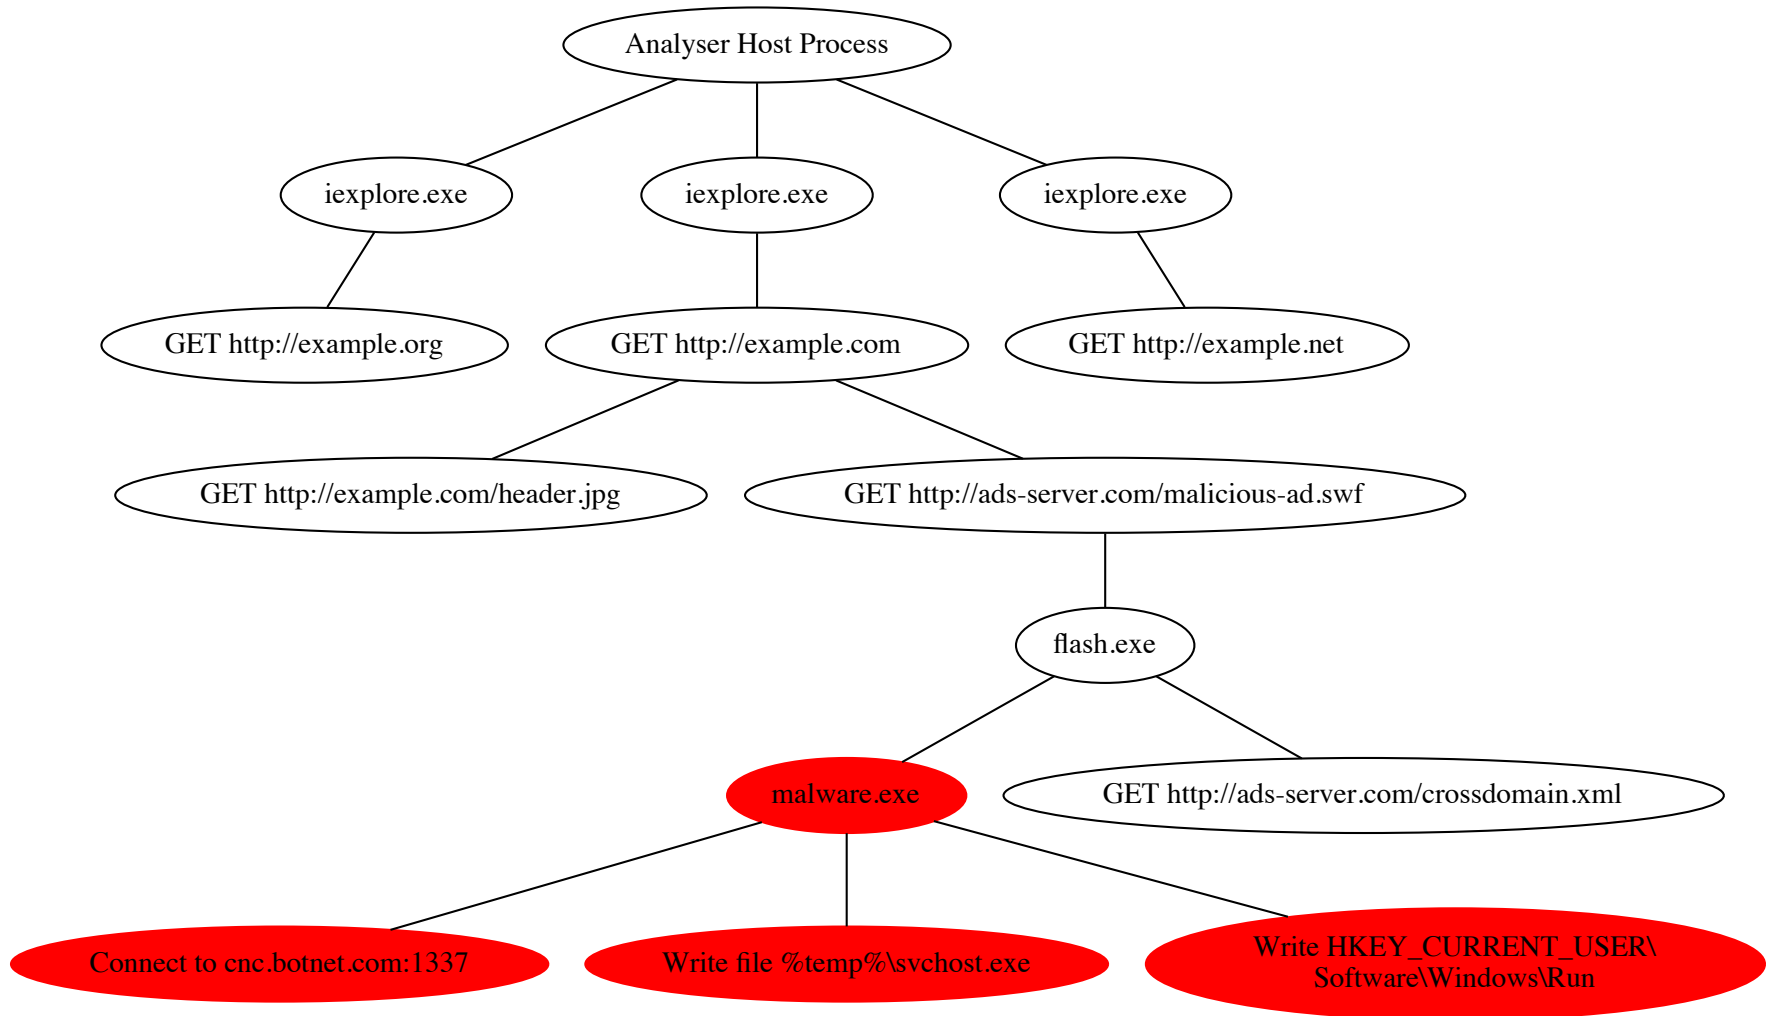 Analyser Host Process
iexplore.exe
iexplore.exe
iexplore.exe
GET http://example.org
GET http://example.com
GET http://example.net
GET http://example.com/header.jpg
GET http://ads-server.com/malicious-ad.swf
flash.exe
malware.exe
GET http://ads-server.com/crossdomain.xml
Connect to cnc.botnet.com:1337
Write file %temp%\svchost.exe
Write HKEY_CURRENT_USER\
Software\Windows\Run